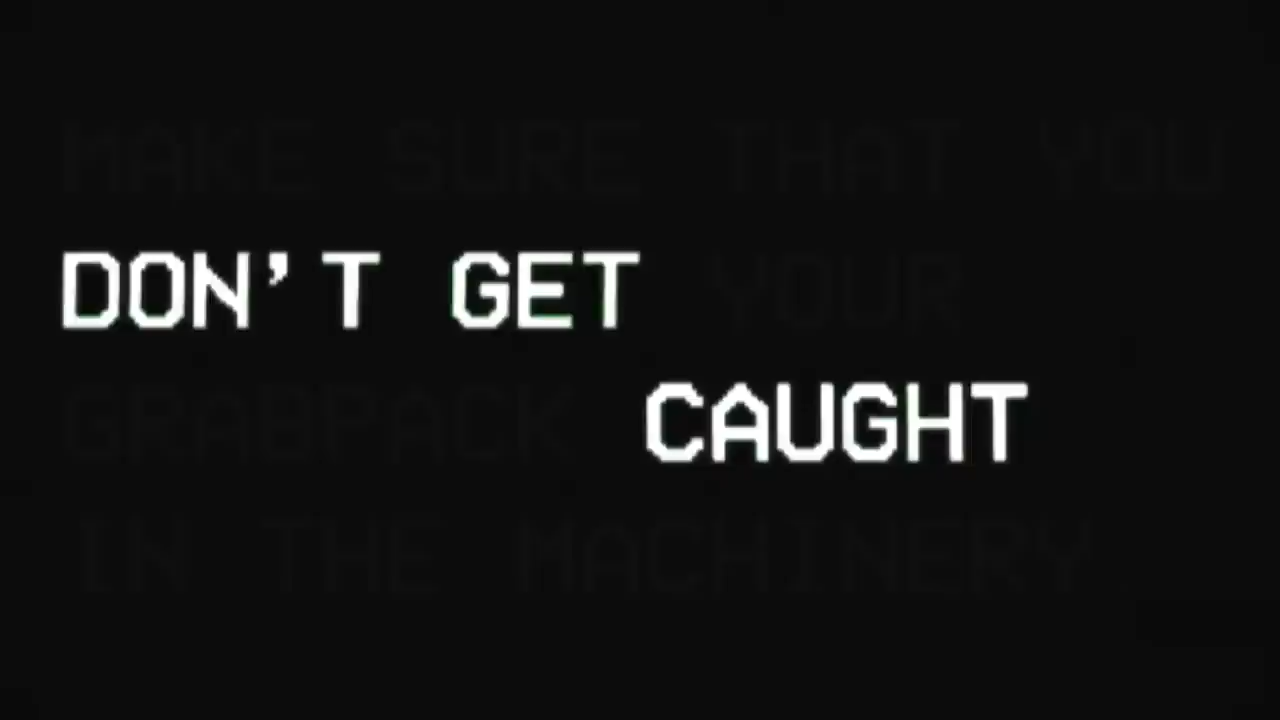 MAKE SURE THAT YOU
DON'T GET YOUR
GRABPACK CAUGHT
IN THE MACHINERY